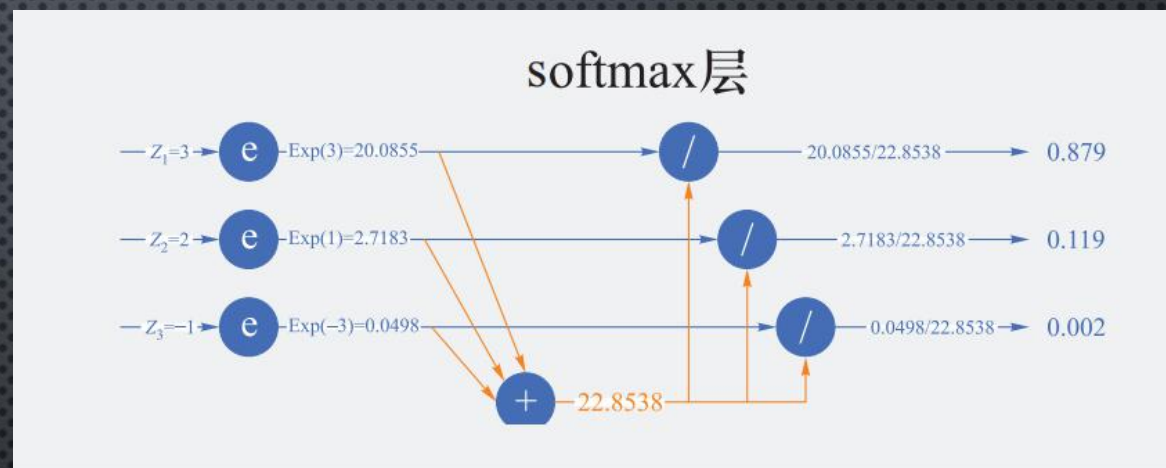 softmax层
Z₁=3 e Exp(3)=20.0855 / 20.0855/22.8538 0.879
Z₂=2 e Exp(1)=2.7183 / 2.7183/22.8538 0.119
Z₃=−1 e Exp(−3)=0.0498 / 0.0498/22.8538 0.002
+ 22.8538